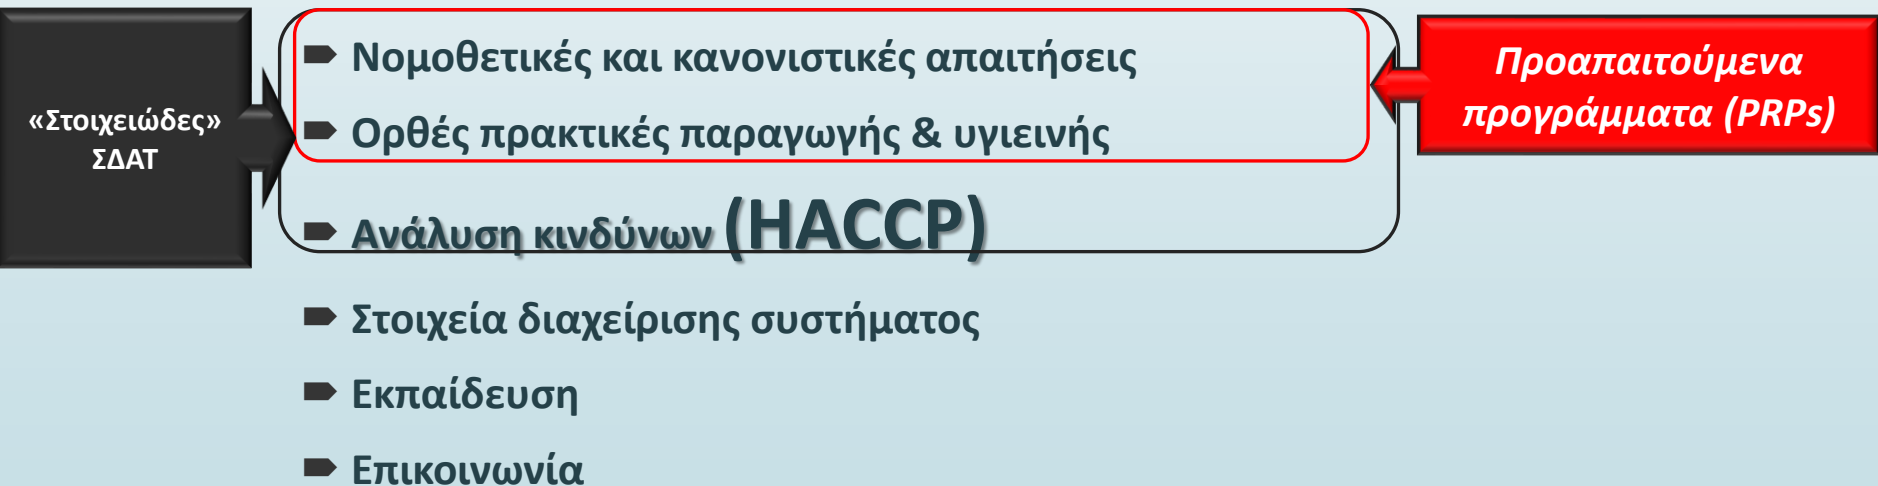 «Στοιχειώδες»
ΣΔΑΤ
Νομοθετικές και κανονιστικές απαιτήσεις
Ορθές πρακτικές παραγωγής & υγιεινής
Ανάλυση κινδύνων (HACCP)
Στοιχεία διαχείρισης συστήματος
Εκπαίδευση
Επικοινωνία
Προαπαιτούμενα
προγράμματα (PRPs)